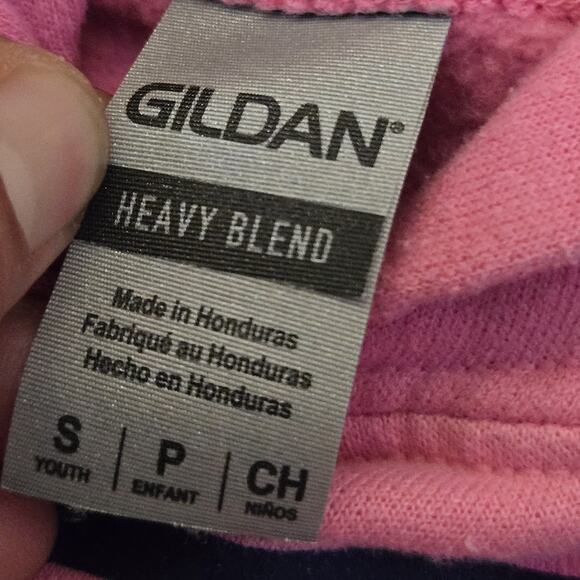 GILDAN®
HEAVY BLEND
Made in Honduras
Fabriqué au Honduras
Hecho en Honduras
S | P | CH
YOUTH ENFANT NIÑOS